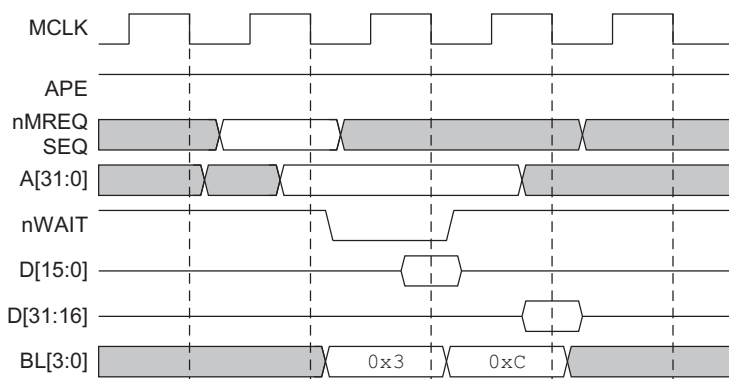 MCLK
APE
nMREQ
SEQ
A[31:0]
nWAIT
D[15:0]
D[31:16]
BL[3:0] 0x3 0xC